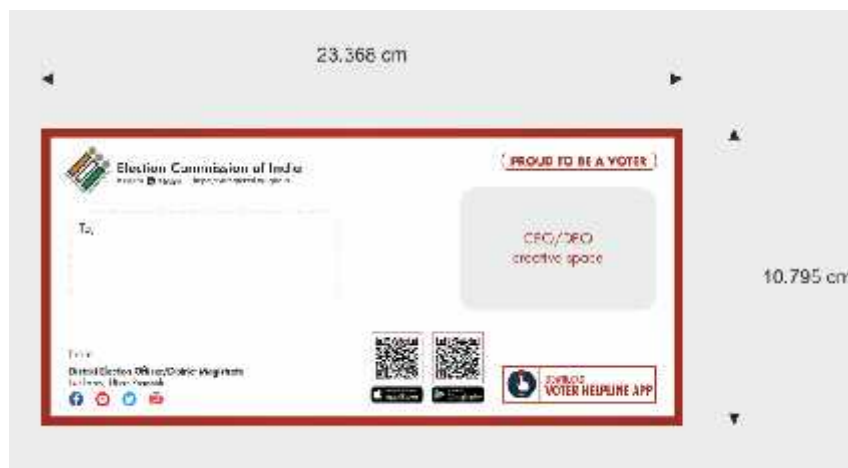 23.368 cm
Election Commission of India
PROUD TO BE A VOTER
To,
CEO/DEO
creative space
10.795 cm
District Election Officer/District Magistrate
DOWNLOAD
VOTER HELPLINE APP